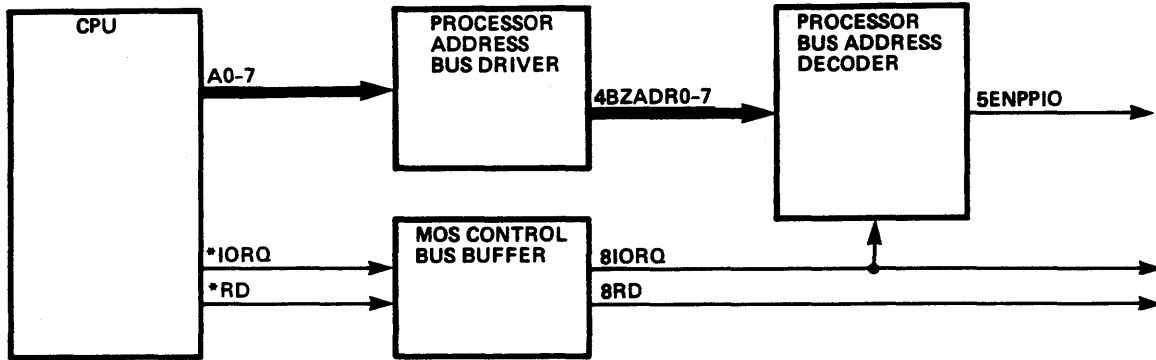 CPU
PROCESSOR
ADDRESS
BUS DRIVER
PROCESSOR
BUS ADDRESS
DECODER
A0-7
4BZADR0-7
5ENPPIO
MOS CONTROL
BUS BUFFER
*IORQ
8IORQ
*RD
8RD